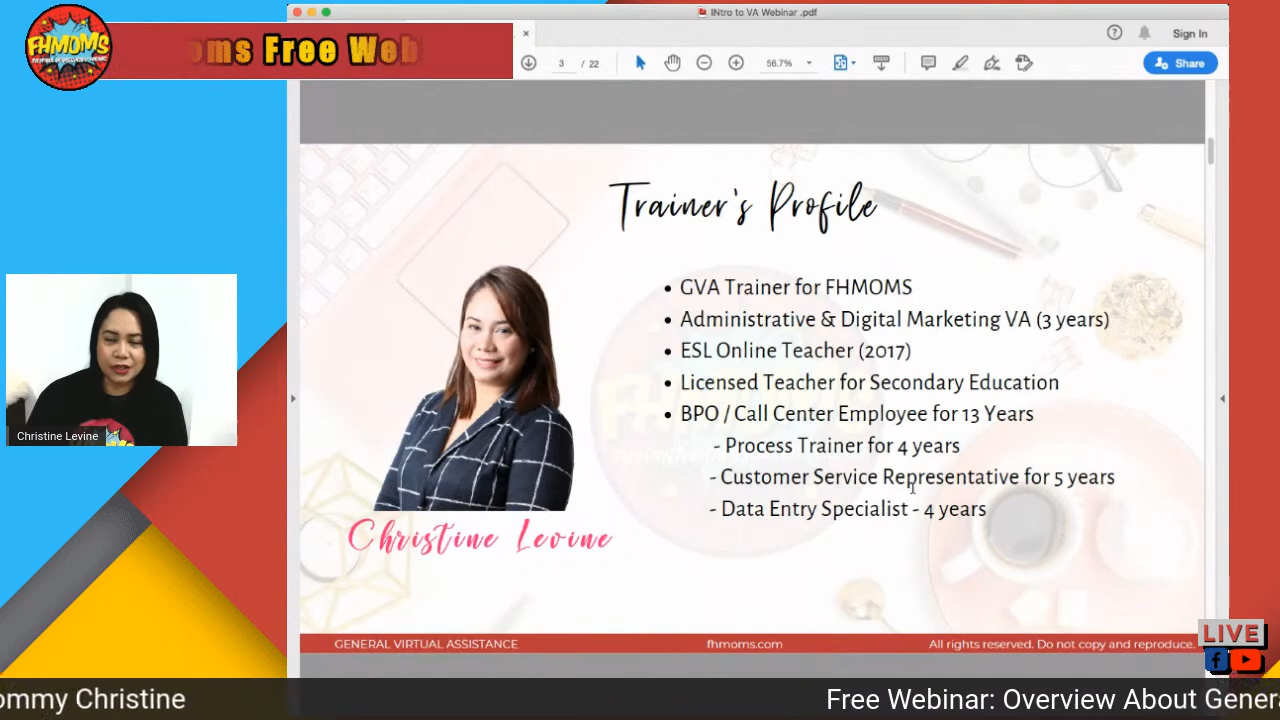 INtro to VA Webinar .pdf
FHMOMS
oms Free Web
Sign In
3 / 22
56.7%
Share
Trainer's Profile
• GVA Trainer for FHMOMS
• Administrative & Digital Marketing VA (3 years)
• ESL Online Teacher (2017)
• Licensed Teacher for Secondary Education
• BPO / Call Center Employee for 13 Years
- Process Trainer for 4 years
- Customer Service Representative for 5 years
- Data Entry Specialist - 4 years
Christine Levine
Christine Levine
GENERAL VIRTUAL ASSISTANCE
fhmoms.com
All rights reserved. Do not copy and reproduce.
LIVE
ommy Christine
Free Webinar: Overview About Gener